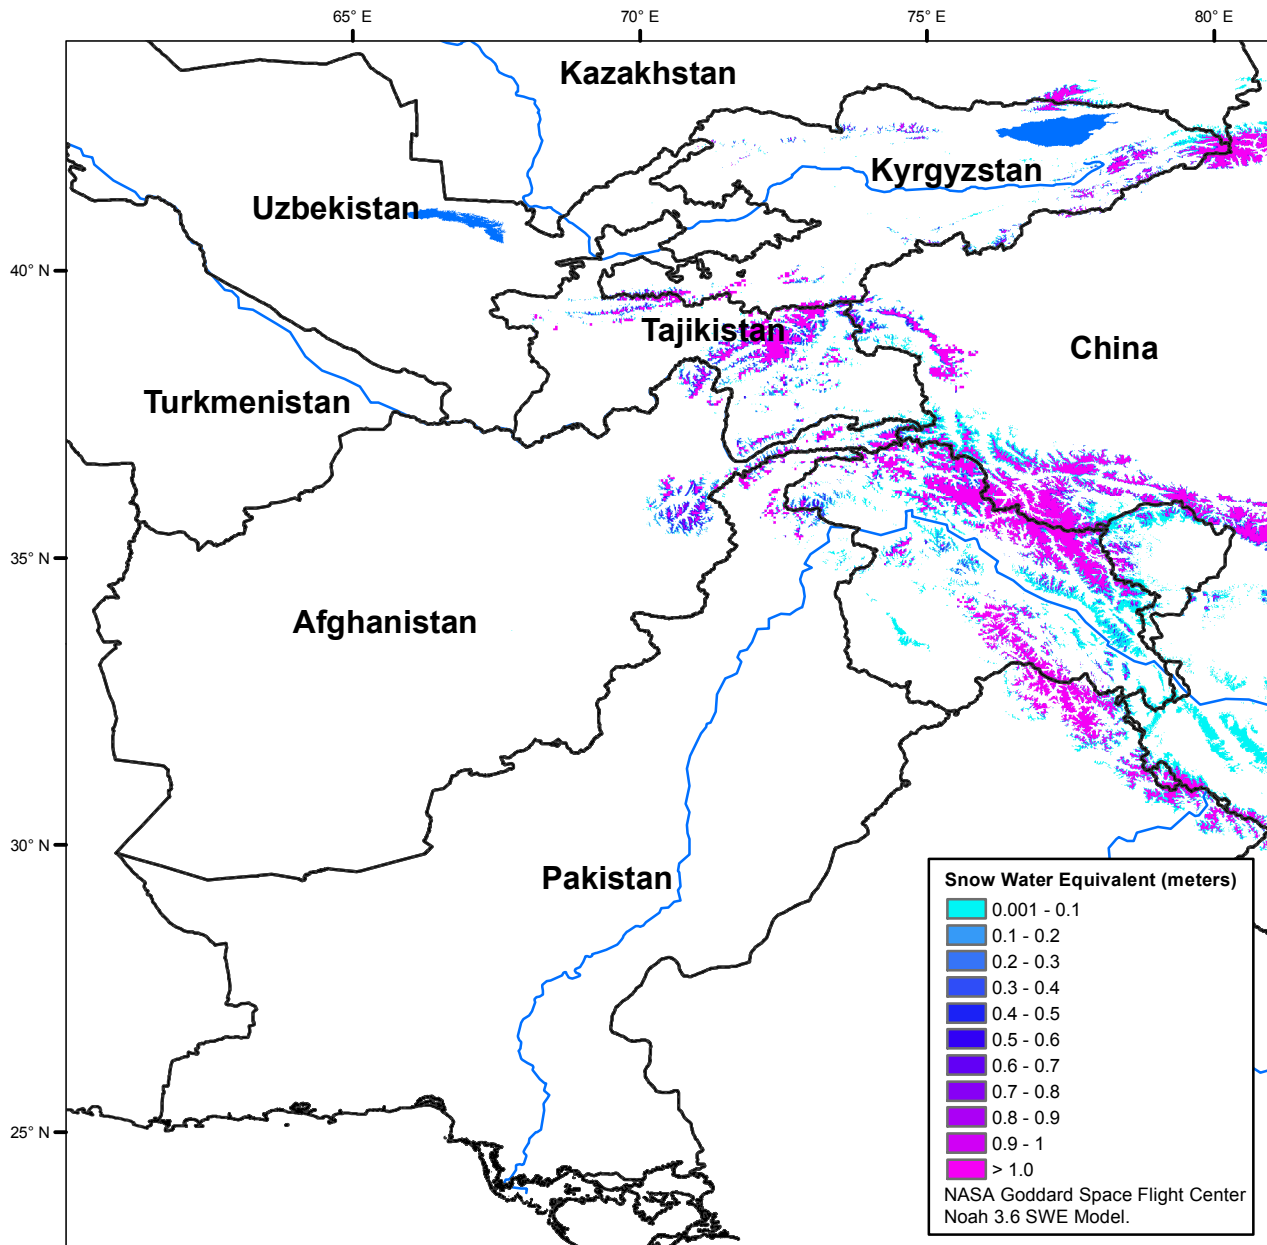 65° E
70° E
75° E
80° E
Kazakhstan
Kyrgyzstan
Uzbekistan
40° N
Tajikistan
China
Turkmenistan
35° N
Afghanistan
30° N
Pakistan
25° N
Snow Water Equivalent (meters)
0.001 - 0.1
0.1 - 0.2
0.2 - 0.3
0.3 - 0.4
0.4 - 0.5
0.5 - 0.6
0.6 - 0.7
0.7 - 0.8
0.8 - 0.9
0.9 - 1
> 1.0
NASA Goddard Space Flight Center
Noah 3.6 SWE Model.